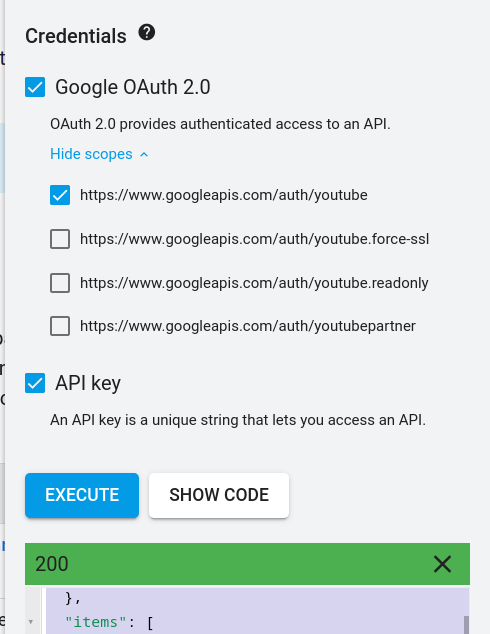 Credentials ?
Google OAuth 2.0
OAuth 2.0 provides authenticated access to an API.
Hide scopes
https://www.googleapis.com/auth/youtube
https://www.googleapis.com/auth/youtube.force-ssl
https://www.googleapis.com/auth/youtube.readonly
https://www.googleapis.com/auth/youtubepartner
API key
An API key is a unique string that lets you access an API.
EXECUTE SHOW CODE
200
},
"items": [